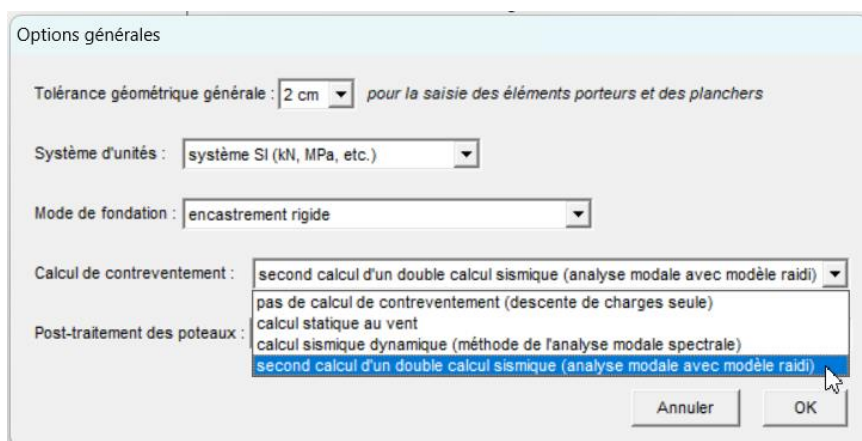 Options générales
Tolérance géométrique générale : 2 cm pour la saisie des éléments porteurs et des planchers
Système d'unités : système SI (kN, MPa, etc.)
Mode de fondation : encastrement rigide
Calcul de contreventement : second calcul d'un double calcul sismique (analyse modale avec modèle raidi)
pas de calcul de contreventement (descente de charges seule)
Post-traitement des poteaux : calcul statique au vent
calcul sismique dynamique (méthode de l'analyse modale spectrale)
second calcul d'un double calcul sismique (analyse modale avec modèle raidi)
Annuler OK